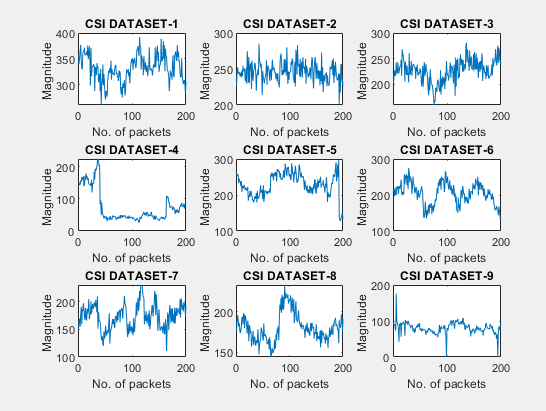 CSI DATASET-1 CSI DATASET-2 CSI DATASET-3
400 300 300
350 250 200
300 200 100
Magnitude Magnitude Magnitude
0 100 200 0 100 200 0 100 200
No. of packets No. of packets No. of packets
CSI DATASET-4 CSI DATASET-5 CSI DATASET-6
200 300 300
100 200 200
0 100 100
Magnitude Magnitude Magnitude
0 100 200 0 100 200 0 100 200
No. of packets No. of packets No. of packets
CSI DATASET-7 CSI DATASET-8 CSI DATASET-9
200 200 200
150 150 100
100 0
Magnitude Magnitude Magnitude
0 100 200 0 100 200 0 100 200
No. of packets No. of packets No. of packets